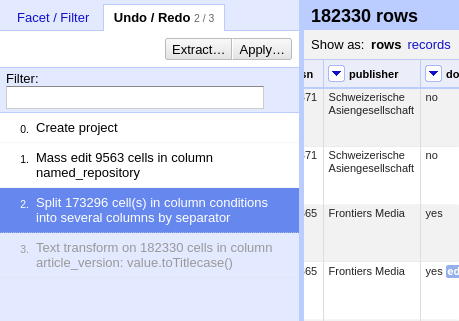 Facet / Filter
Undo / Redo 2 / 3
Extract…
Apply…
Filter:
0. Create project
1. Mass edit 9563 cells in column
named_repository
2. Split 173296 cell(s) in column conditions
into several columns by separator
3. Text transform on 182330 cells in column
article_version: value.toTitlecase()
182330 rows
Show as: rows records
sn publisher do
71 Schweizerische no
Asiengesellschaft
71 Schweizerische no
Asiengesellschaft
65 Frontiers Media yes
65 Frontiers Media yes ed